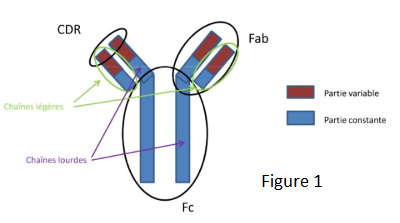 CDR
Fab
Chaînes légères
Partie variable
Partie constante
Chaînes lourdes
Figure 1
Fc